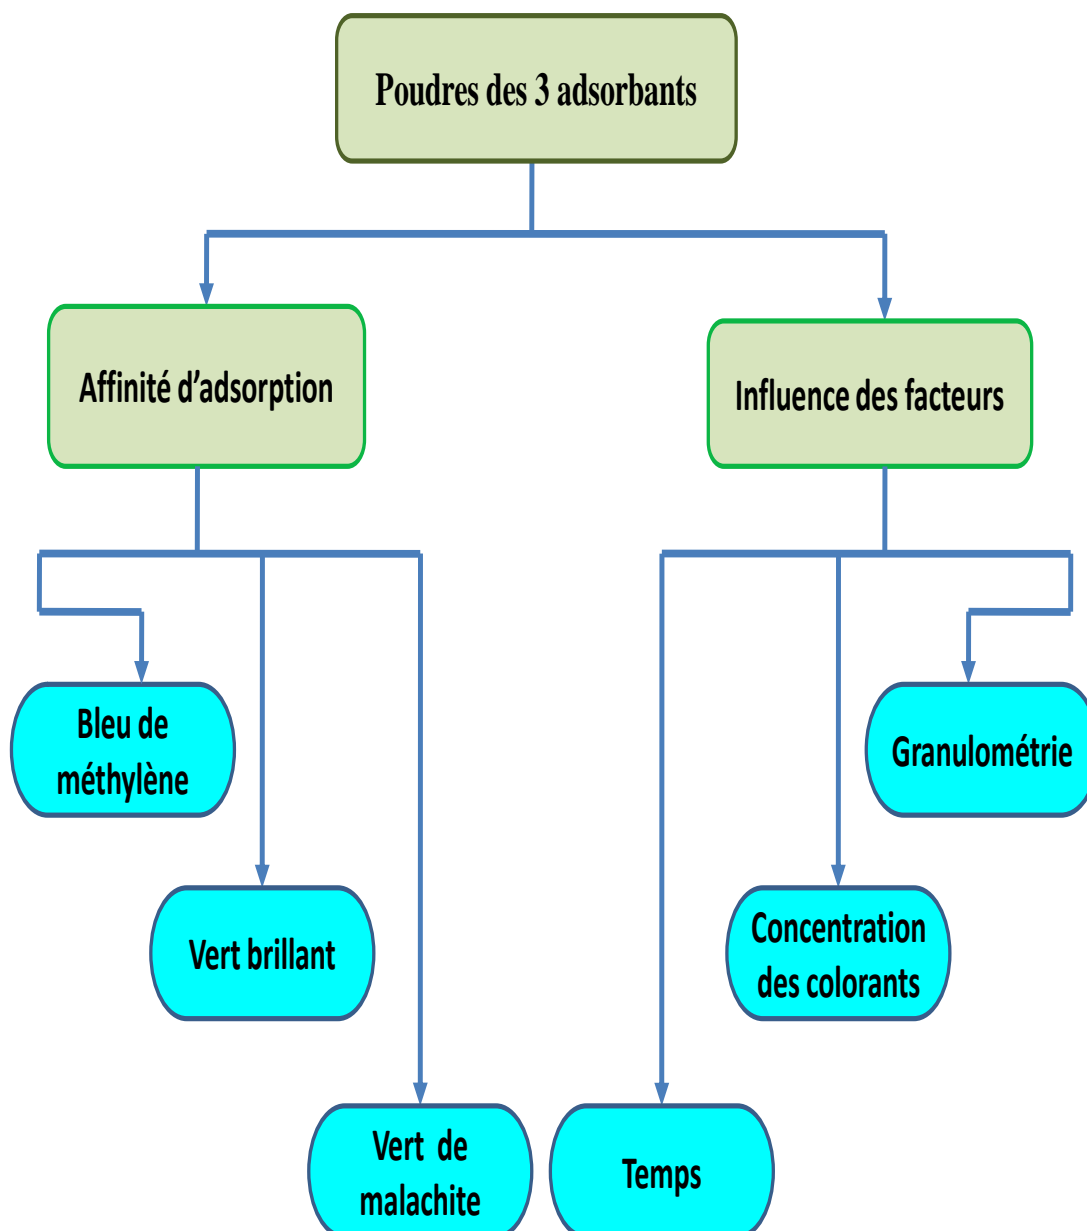 Poudres des 3 adsorbants
Affinité d’adsorption
Influence des facteurs
Bleu de
méthylène
Granulométrie
Vert brillant
Concentration
des colorants
Vert de
malachite
Temps